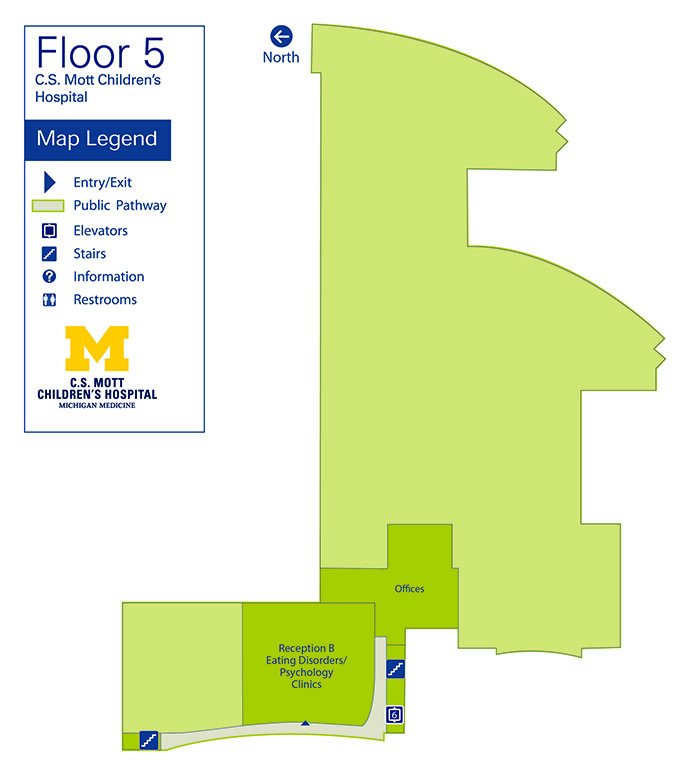 Floor 5
C.S. Mott Children's
Hospital
Map Legend
Entry/Exit
Public Pathway
Elevators
Stairs
?
Information
Restrooms
M
C.S. MOTT
CHILDREN'S HOSPITAL
MICHIGAN MEDICINE
North
Offices
Reception B
Eating Disorders/
Psychology
Clinics
6